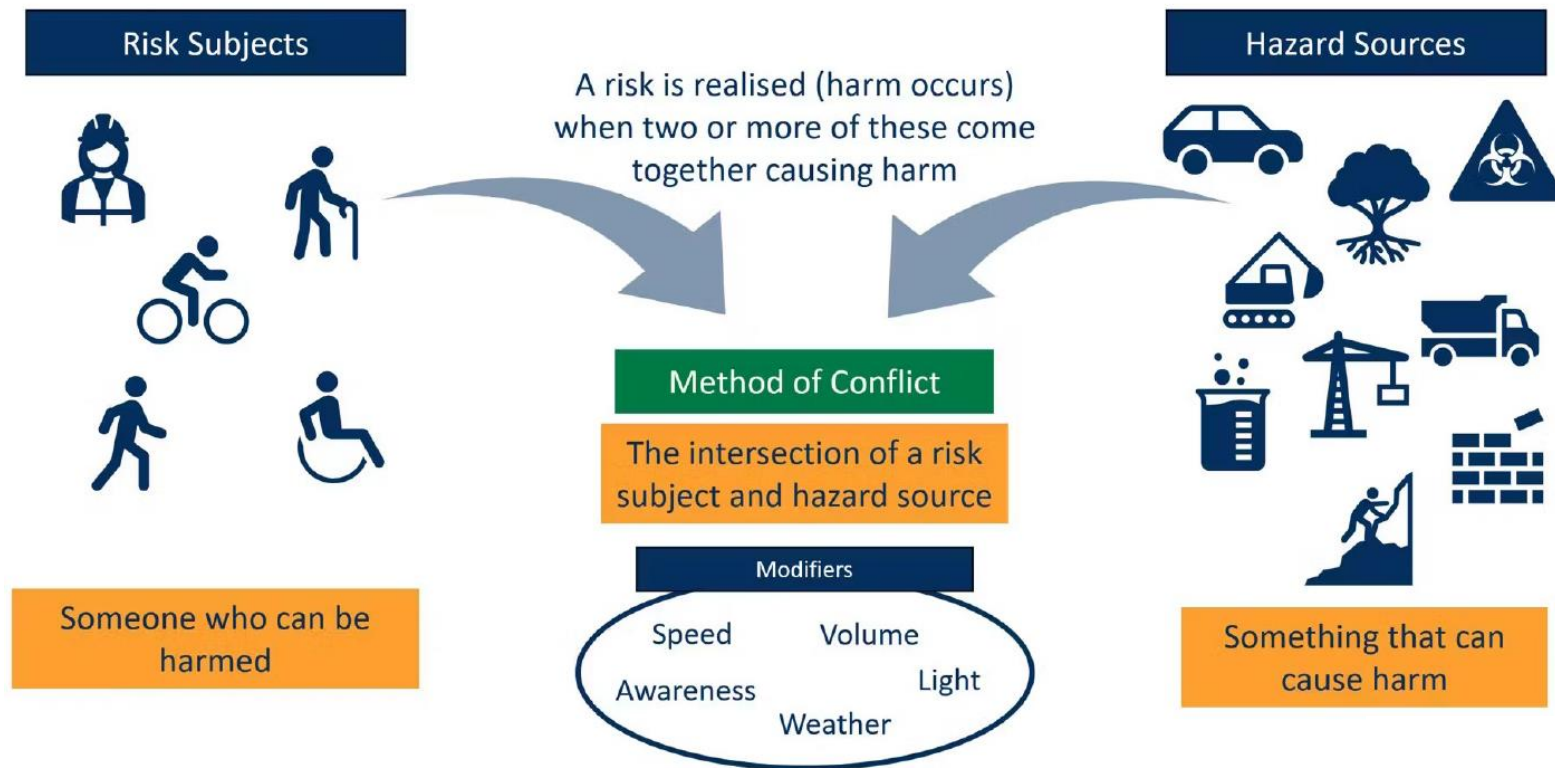 Risk Subjects
Hazard Sources
A risk is realised (harm occurs)
when two or more of these come
together causing harm
Method of Conflict
The intersection of a risk
subject and hazard source
Modifiers
Speed
Volume
Awareness
Light
Weather
Someone who can be
harmed
Something that can
cause harm